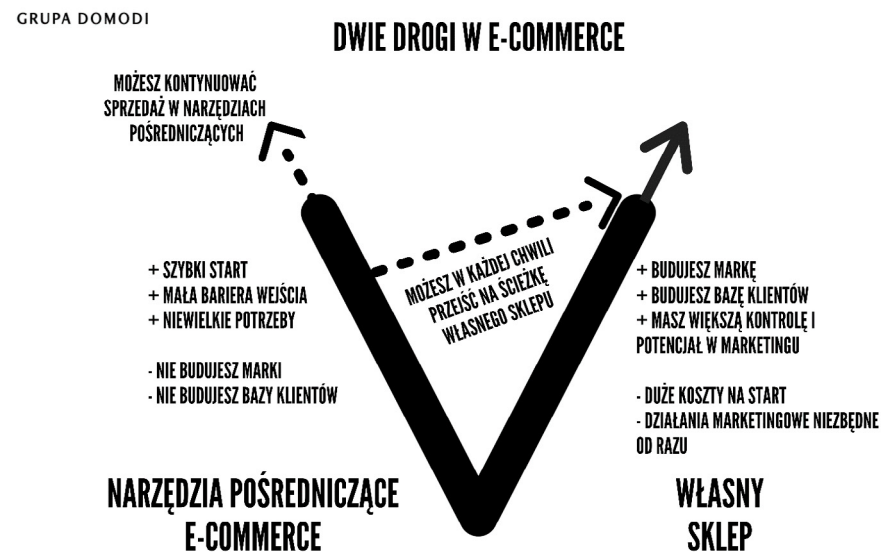 GRUPA DOMODI
DWIE DROGI W E-COMMERCE
MOŻESZ KONTYNUOWAĆ
SPRZEDAŻ W NARZĘDZIACH
POŚREDNICZĄCYCH
+ SZYBKI START
+ MAŁA BARIERA WEJŚCIA
+ NIEWIELKIE POTRZEBY
- NIE BUDUJESZ MARKI
- NIE BUDUJESZ BAZY KLIENTÓW
MOŻESZ W KAŻDEJ CHWILI
PRZEJŚĆ NA ŚCIEŻKĘ
WŁASNEGO SKLEPU
+ BUDUJESZ MARKĘ
+ BUDUJESZ BAZĘ KLIENTÓW
+ MASZ WIĘKSZĄ KONTROLĘ I
POTENCJAŁ W MARKETINGU
- DUŻE KOSZTY NA START
- DZIAŁANIA MARKETINGOWE NIEZBĘDNE
OD RAZU
NARZĘDZIA POŚREDNICZĄCE
E-COMMERCE
WŁASNY
SKLEP